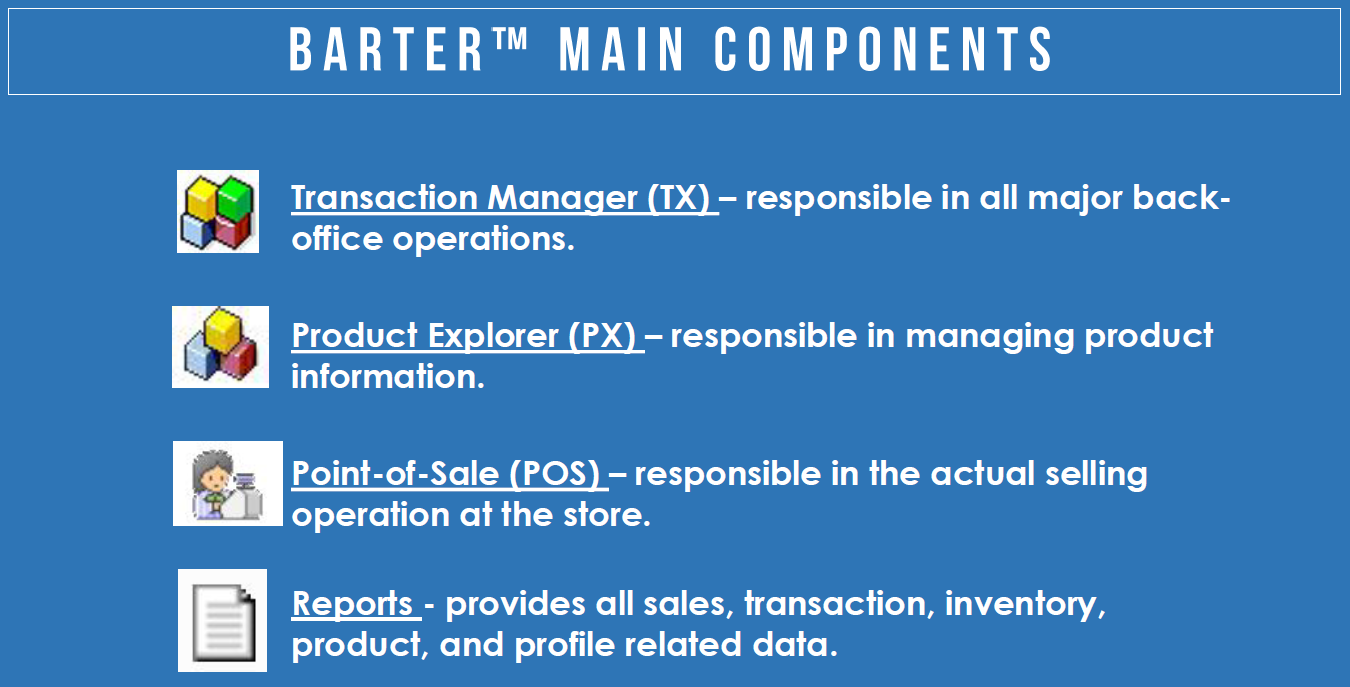 BARTER™ MAIN COMPONENTS
Transaction Manager (TX) – responsible in all major back-
office operations.
Product Explorer (PX) – responsible in managing product
information.
Point-of-Sale (POS) – responsible in the actual selling
operation at the store.
Reports - provides all sales, transaction, inventory,
product, and profile related data.